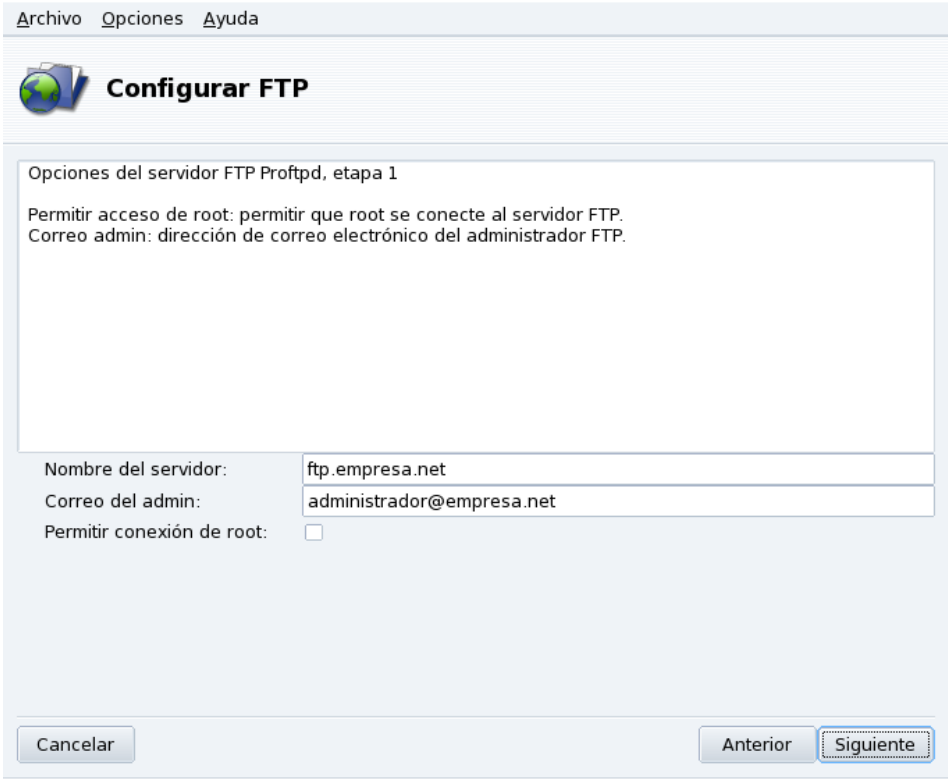 Archivo Opciones Ayuda
Configurar FTP
Opciones del servidor FTP Proftpd, etapa 1
Permitir acceso de root: permitir que root se conecte al servidor FTP.
Correo admin: dirección de correo electrónico del administrador FTP.
Nombre del servidor: ftp.empresa.net
Correo del admin: administrador@empresa.net
Permitir conexión de root:
Cancelar Anterior Siguiente